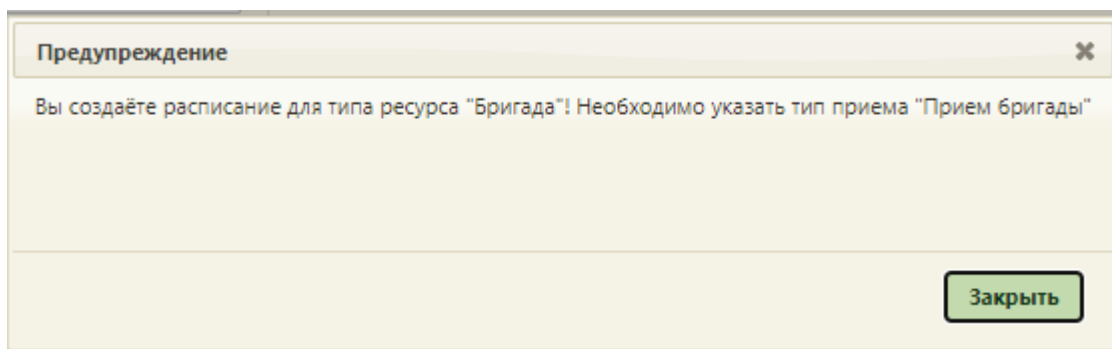 Предупреждение
Вы создаёте расписание для типа ресурса "Бригада"! Необходимо указать тип приема "Прием бригады"
Закрыть